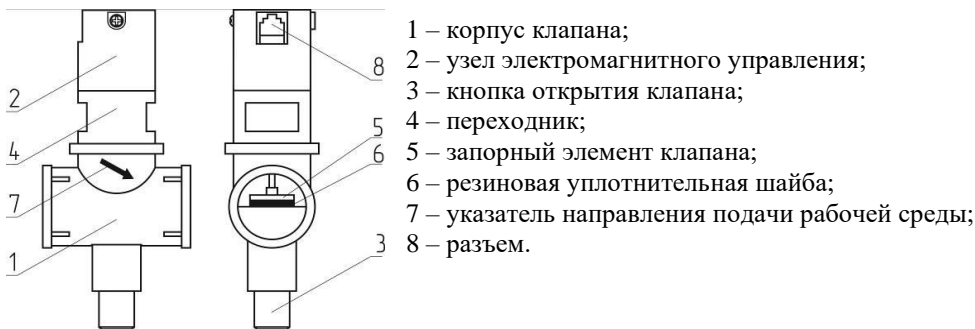 8
2
4
5
6
7
1
3
1 – корпус клапана;
2 – узел электромагнитного управления;
3 – кнопка открытия клапана;
4 – переходник;
5 – запорный элемент клапана;
6 – резиновая уплотнительная шайба;
7 – указатель направления подачи рабочей среды;
8 – разъем.